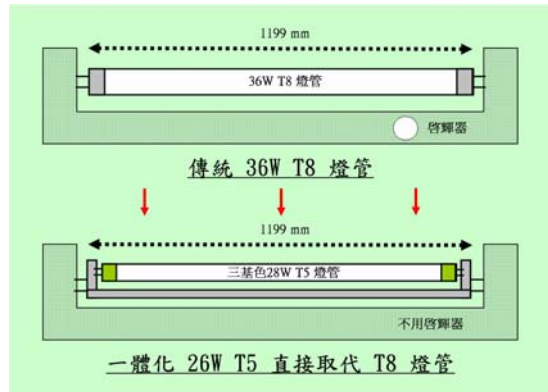 1199 mm
36W T8 燈管
啓輝器
傳統 36W T8 燈管
1199 mm
三基色28W T5 燈管
不用啓輝器
一體化 26W T5 直接取代 T8 燈管